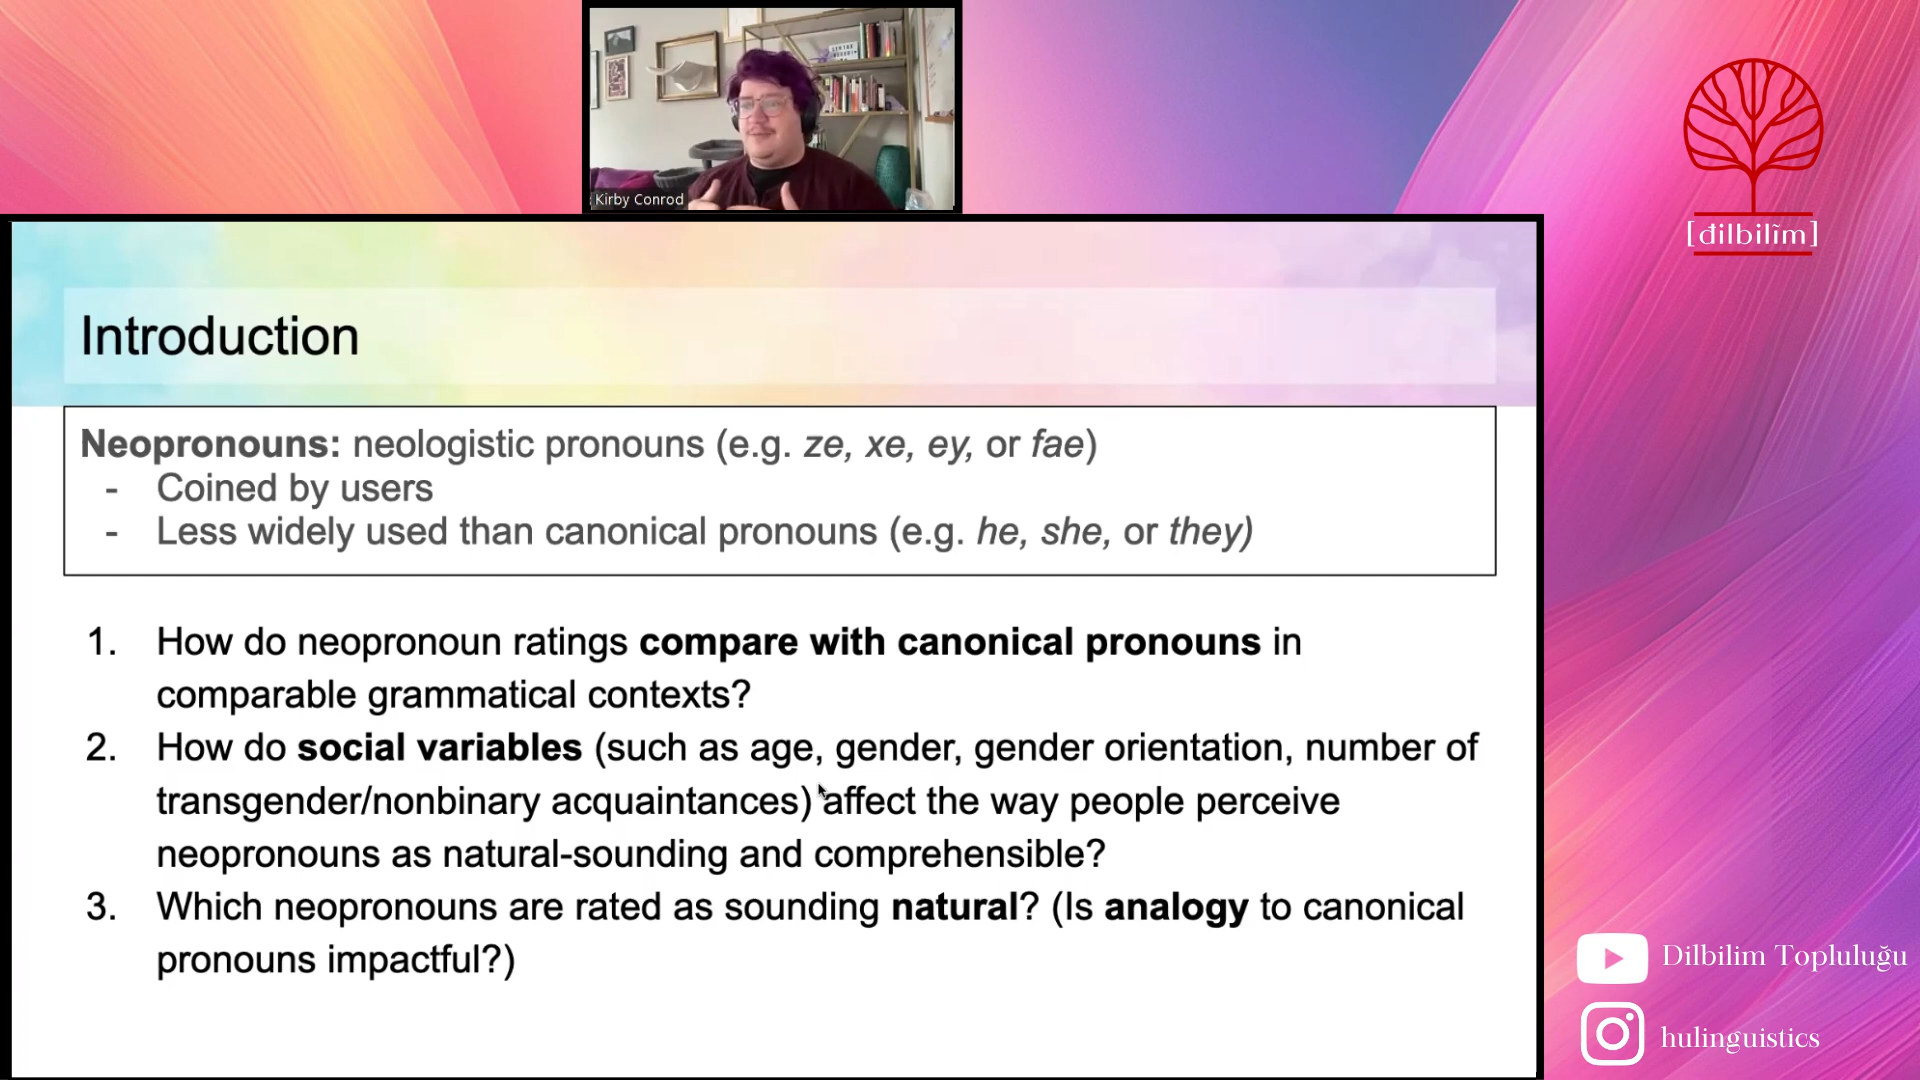 Kirby Conrod
[đilbilĩm]
Introduction
Neopronouns: neologistic pronouns (e.g. ze, xe, ey, or fae)
- Coined by users
- Less widely used than canonical pronouns (e.g. he, she, or they)
1. How do neopronoun ratings compare with canonical pronouns in
comparable grammatical contexts?
2. How do social variables (such as age, gender, gender orientation, number of
transgender/nonbinary acquaintances) affect the way people perceive
neopronouns as natural-sounding and comprehensible?
3. Which neopronouns are rated as sounding natural? (Is analogy to canonical
pronouns impactful?)
Dilbilim Topluluğu
hulinguistics